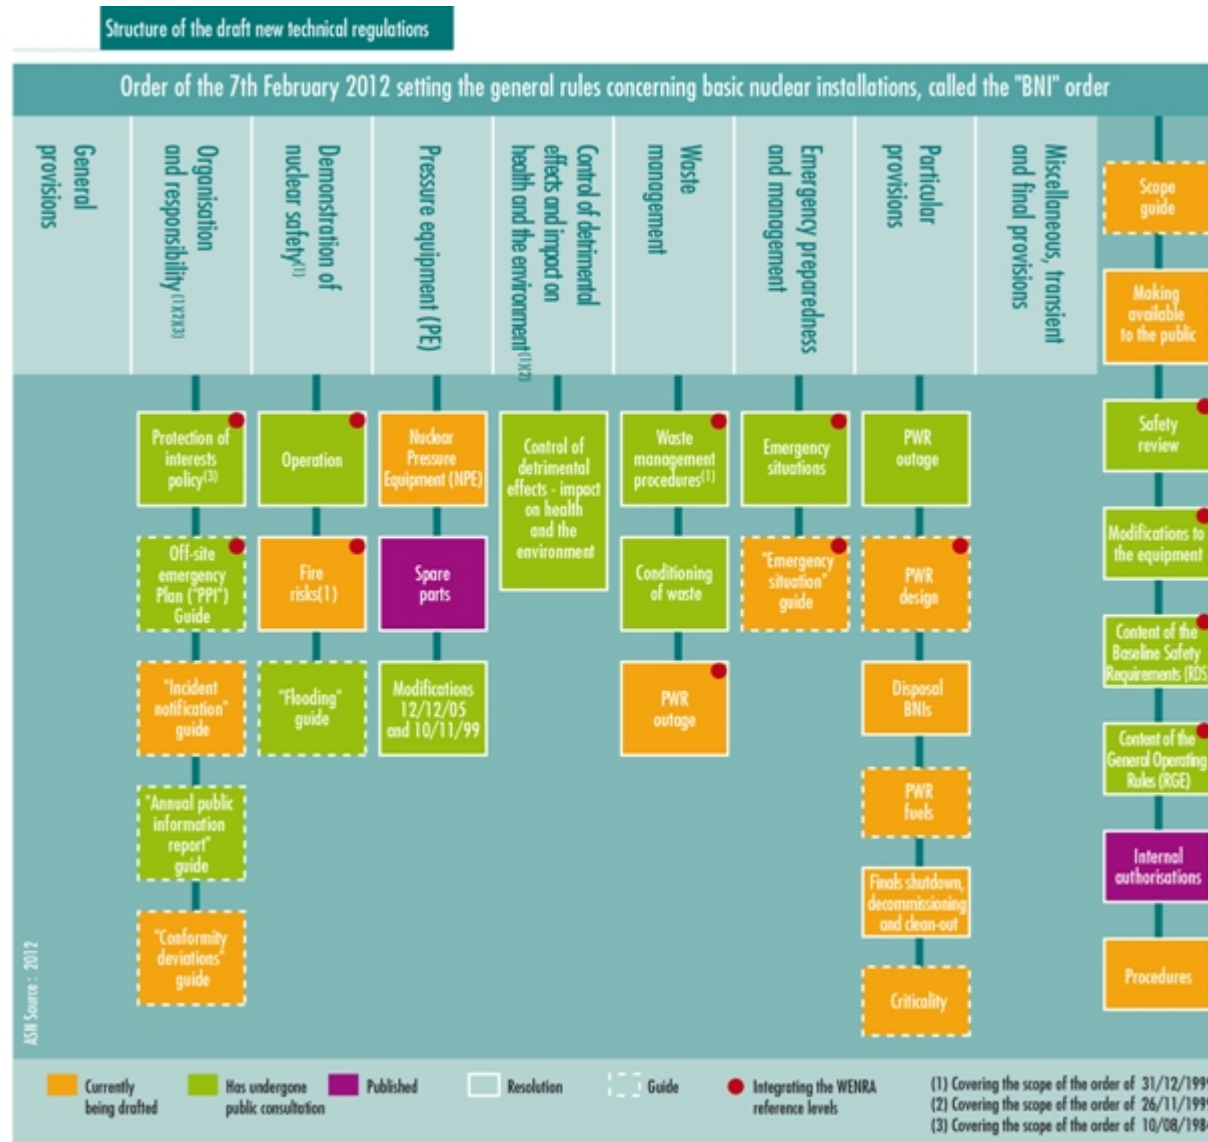 Structure of the draft new technical regulations
Order of the 7th February 2012 setting the general rules concerning basic nuclear installations, called the "BNI" order
General
provisions
Organisation
and responsibility (1)(2)(3)
Demonstration of
nuclear safety(1)
Pressure equipment (PE)
Control of detrimental
effects and impact on
health and the environment(1)(2)
Waste
management
Emergency preparedness
and management
Particular
provisions
Miscellaneous, transient
and final provisions
Protection of
interests
policy(3)
Off-site
emergency
Plan ("PPI")
Guide
"Incident
notification"
guide
"Annual public
information
report"
guide
"Conformity
deviations"
guide
Operation
Fire
risks(1)
"Flooding"
guide
Nuclear
Pressure
Equipment (NPE)
Spare
parts
Modifications
12/12/05
and 10/11/99
Control of
detrimental
effects - impact
on health
and the
environment
Waste
management
procedures(1)
Conditioning
of waste
PWR
outage
Emergency
situations
"Emergency
situation"
guide
PWR
outage
PWR
design
Disposal
BNIs
PWR
fuels
Finals shutdown,
decommissioning
and clean-out
Criticality
Scope
guide
Making
available
to the public
Safety
review
Modifications to
the equipment
Content of the
Baseline Safety
Requirements (RDS)
Content of the
General Operating
Rules (RGE)
Internal
authorisations
Procedures
ASN Source : 2012
Currently
being drafted
Has undergone
public consultation
Published
Resolution
Guide
Integrating the WENRA
reference levels
(1) Covering the scope of the order of 31/12/1999
(2) Covering the scope of the order of 26/11/1999
(3) Covering the scope of the order of 10/08/1984